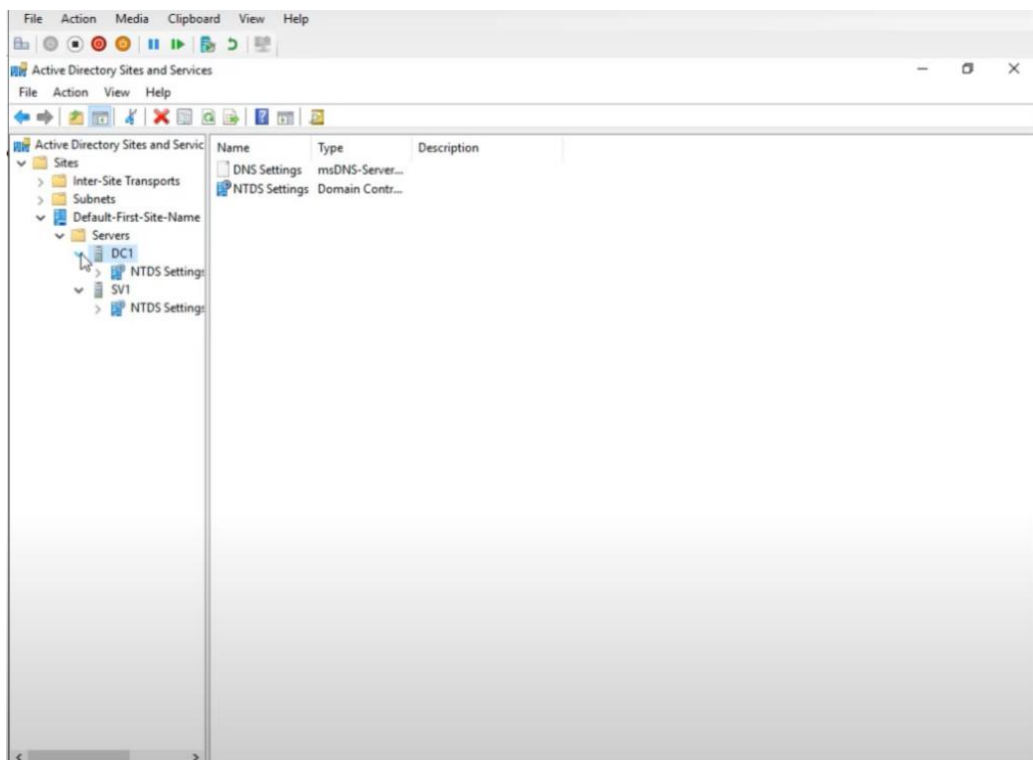 File Action Media Clipboard View Help
Active Directory Sites and Services
File Action View Help
Active Directory Sites and Servic
Name Type Description
Sites
DNS Settings msDNS-Server...
Inter-Site Transports
NTDS Settings Domain Contr...
Subnets
Default-First-Site-Name
Servers
DC1
NTDS Settings
SV1
NTDS Settings